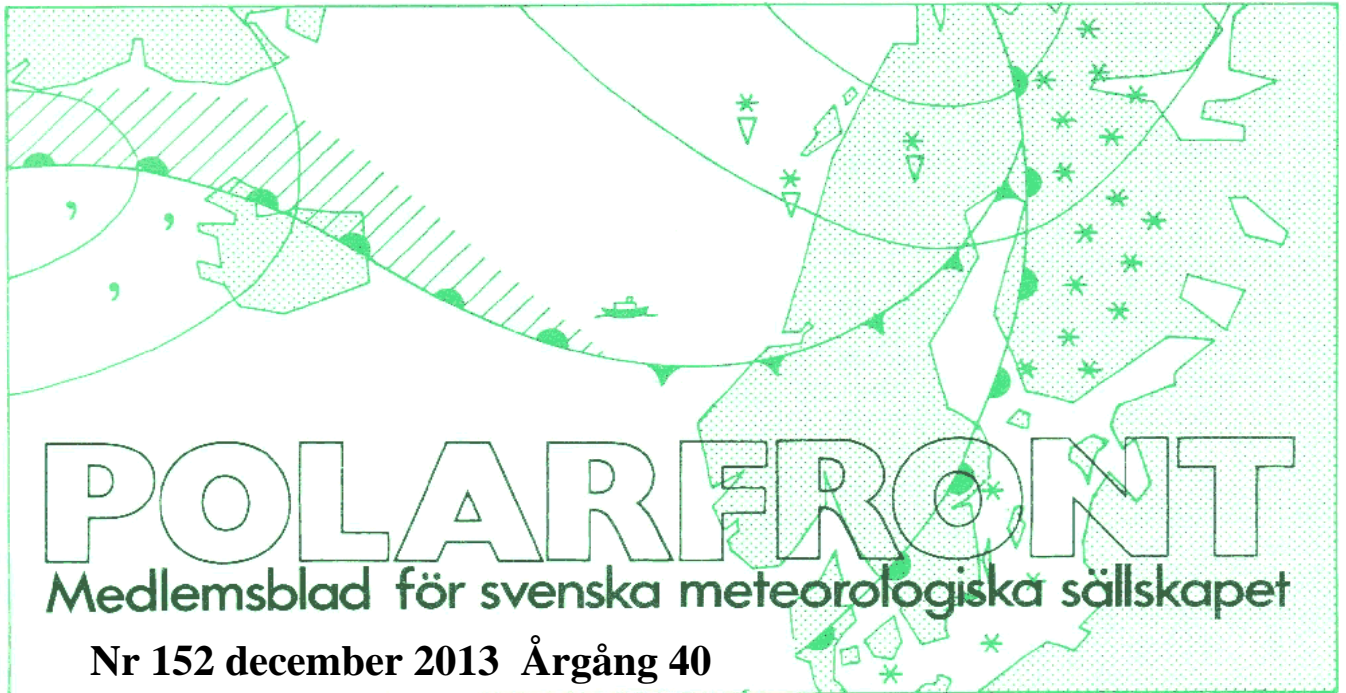 POLARFRONT
Medlemsblad för svenska meteorologiska sällskapet
Nr 152 december 2013 Årgång 40